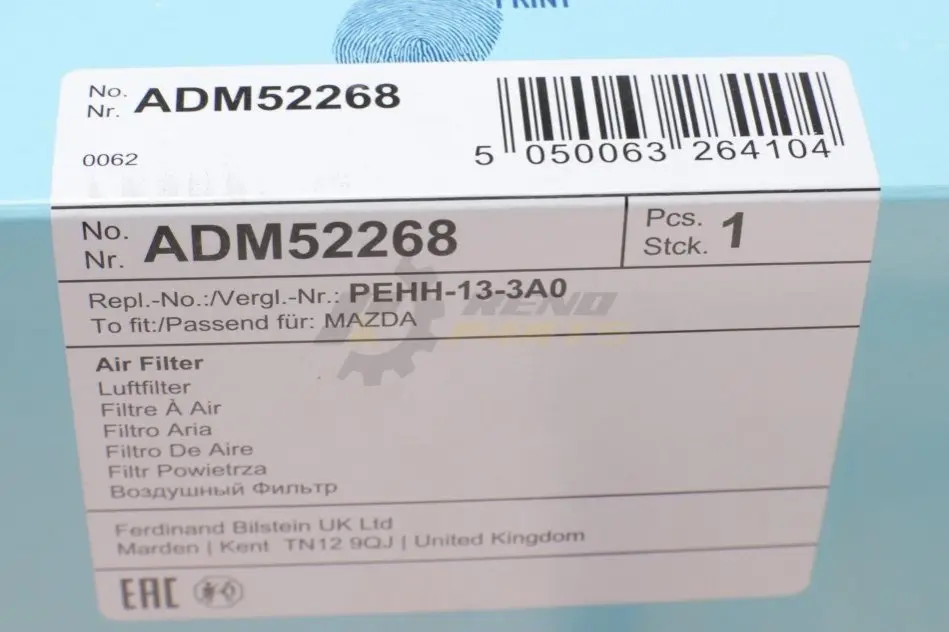 PRINT
No.
Nr. ADM52268
0062
5 050063 264104
No.
Nr. ADM52268
Pcs.
Stck. 1
Repl.-No.:/Vergl.-Nr.: PEHH-13-3A0
To fit:/Passend für: MAZDA
RENO
PARTS
Air Filter
Luftfilter
Filtre À Air
Filtro Aria
Filtro De Aire
Filtr Powietrza
Воздушный Фильтр
Ferdinand Bilstein UK Ltd
Marden | Kent TN12 9QJ | United Kingdom
EAC